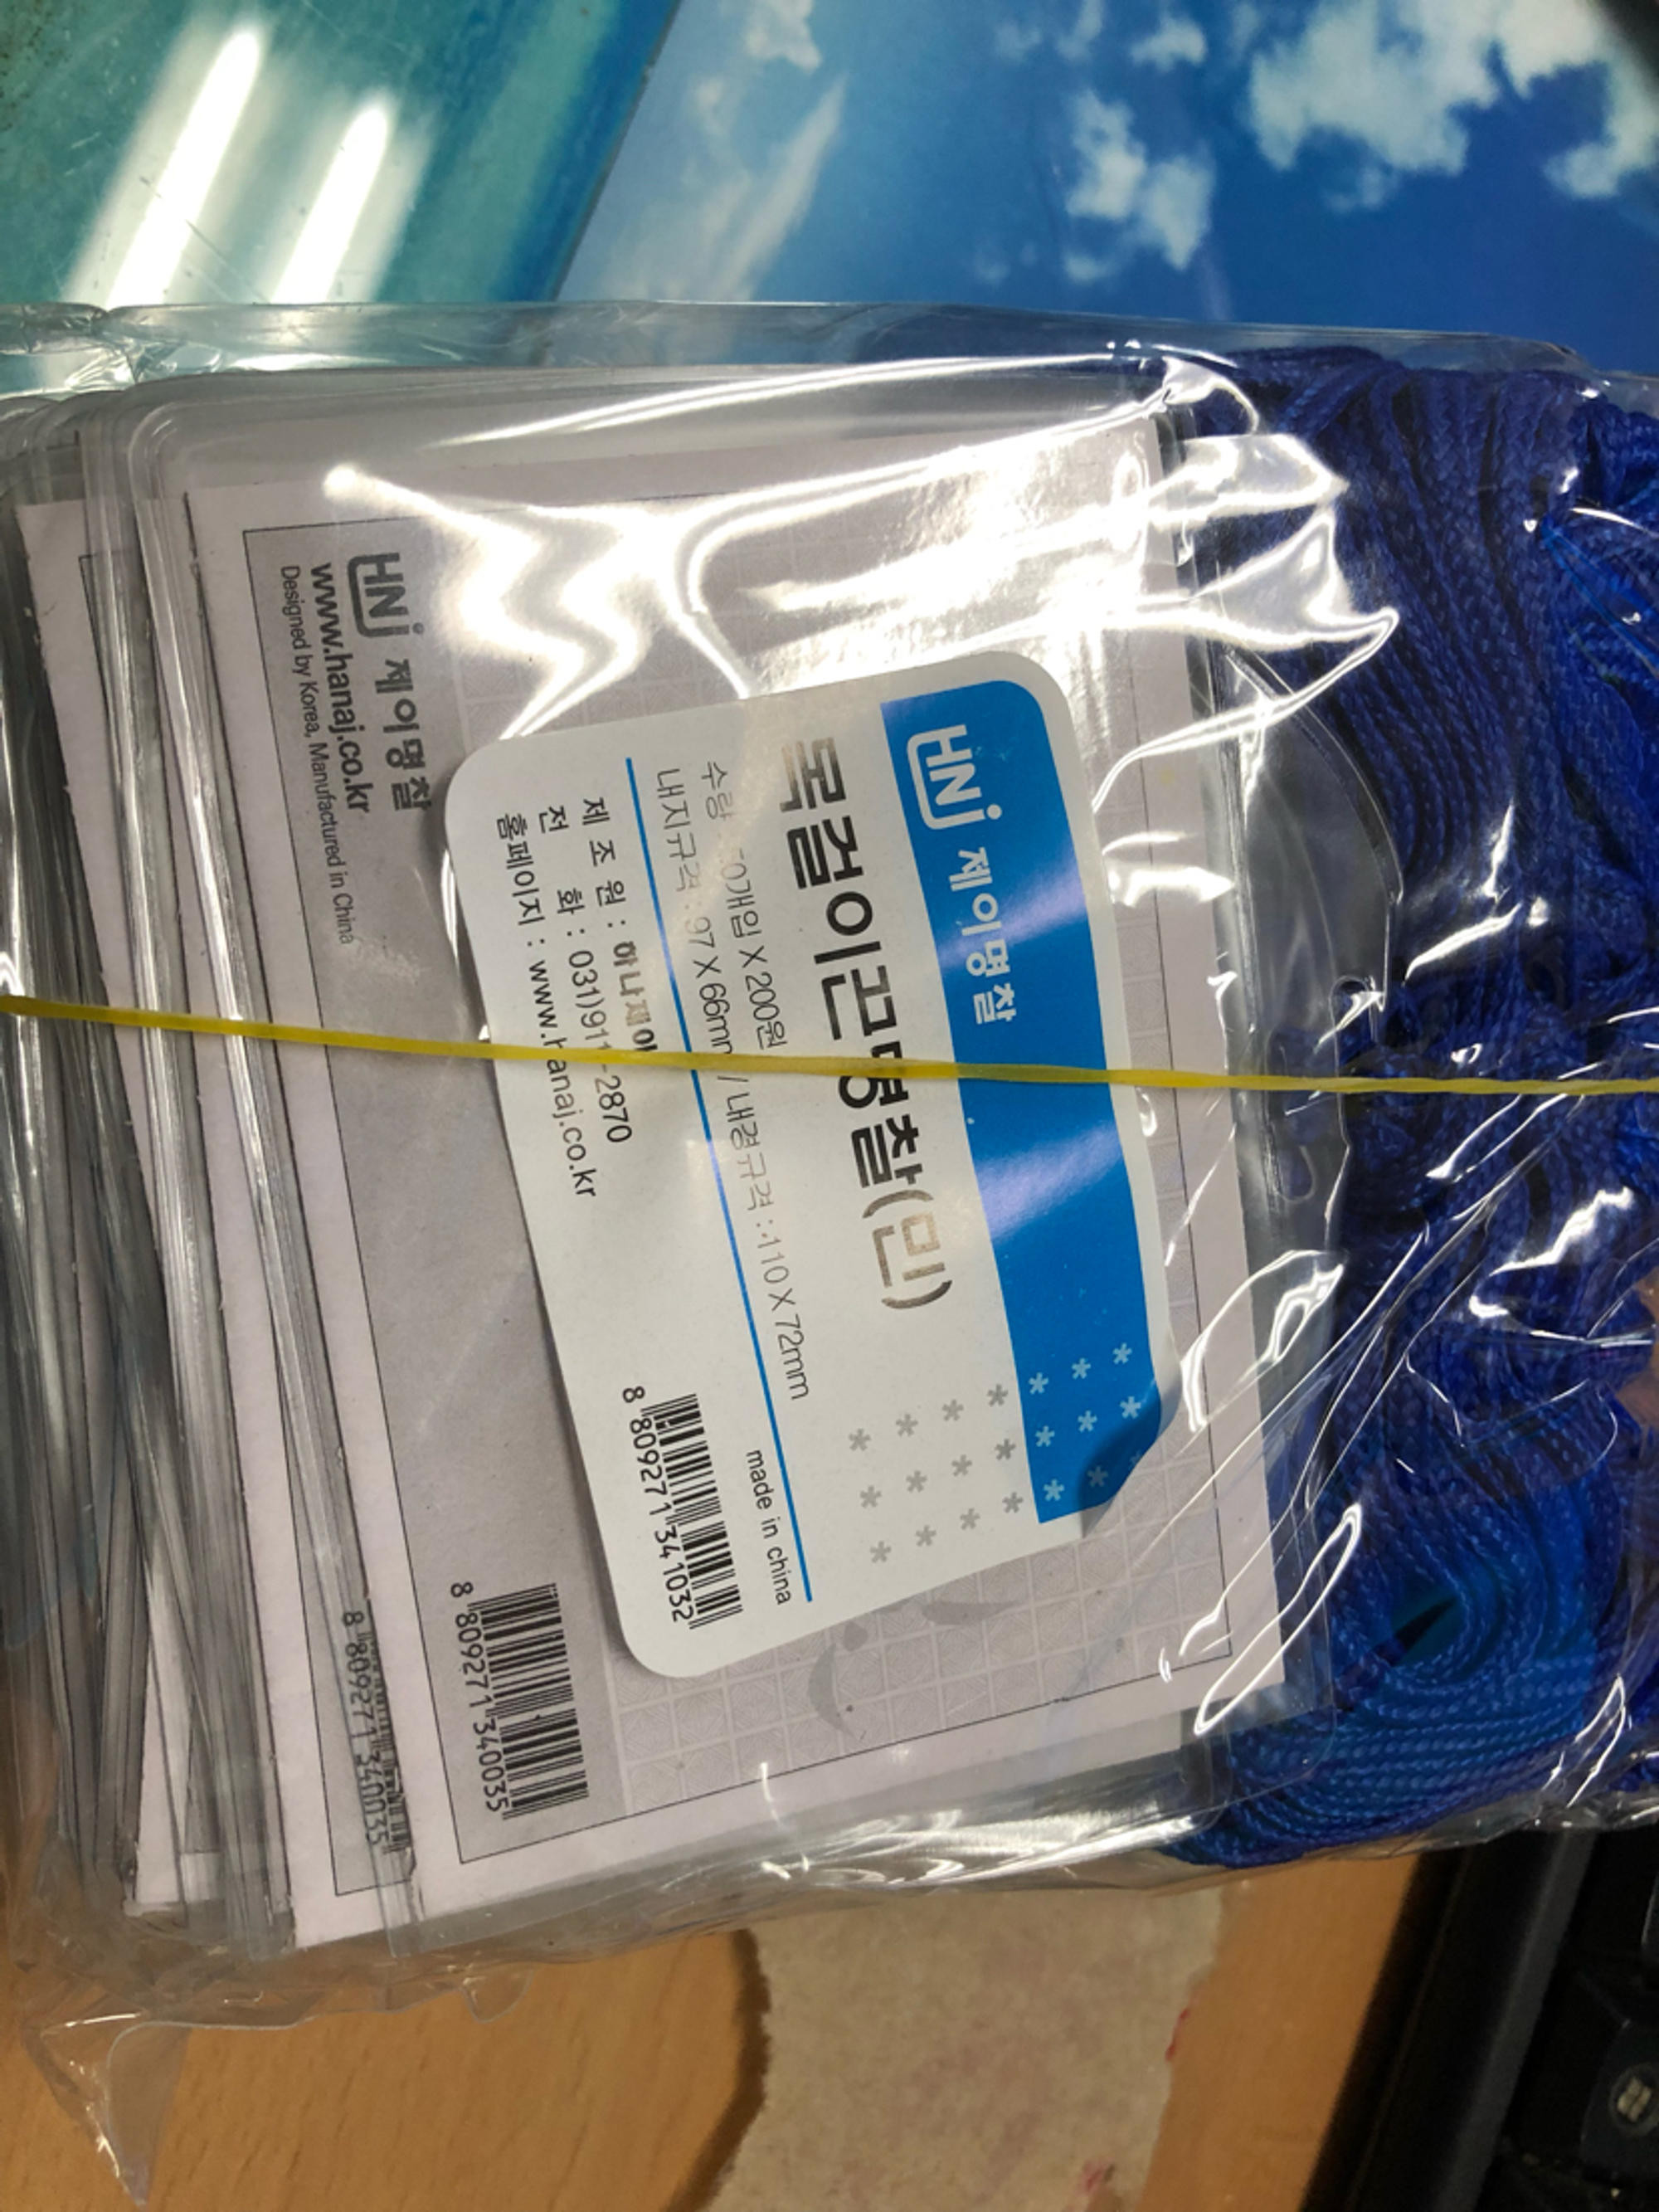 HNj 제이명찰
목걸이끈명찰(민)
수량 : 0개입 X 200원
내지규격 : 97 X 66mm / 내경규격 : 110 X 72mm
made in china
제 조 원 : 하나제이
전 화 : 031)911-2870
홈페이지 : www.hanaj.co.kr
8 809271 341032
HNj 제이명찰
www.hanaj.co.kr
Designed by Korea, Manufactured in China
8 809271 340035
8 809271 340035